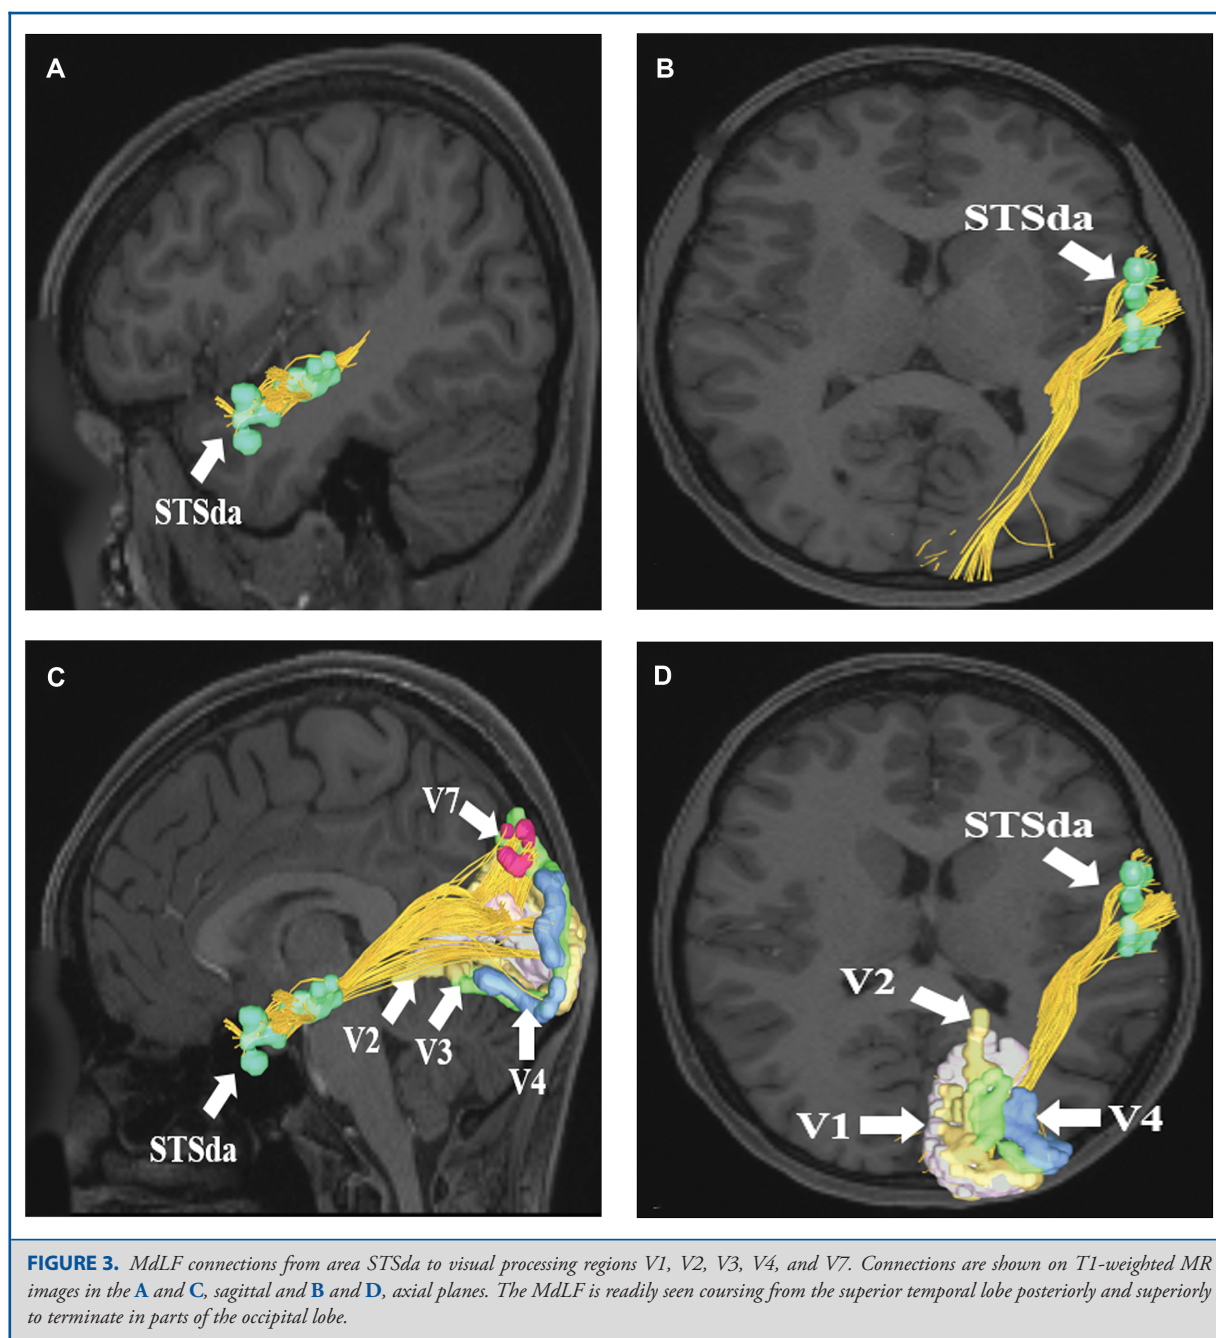 A
B
STSda
STSda
C
D
V7
STSda
V2
V2
V3
V4
V1
V4
STSda
FIGURE 3. MdLF connections from area STSda to visual processing regions V1, V2, V3, V4, and V7. Connections are shown on T1-weighted MR
images in the A and C, sagittal and B and D, axial planes. The MdLF is readily seen coursing from the superior temporal lobe posteriorly and superiorly
to terminate in parts of the occipital lobe.